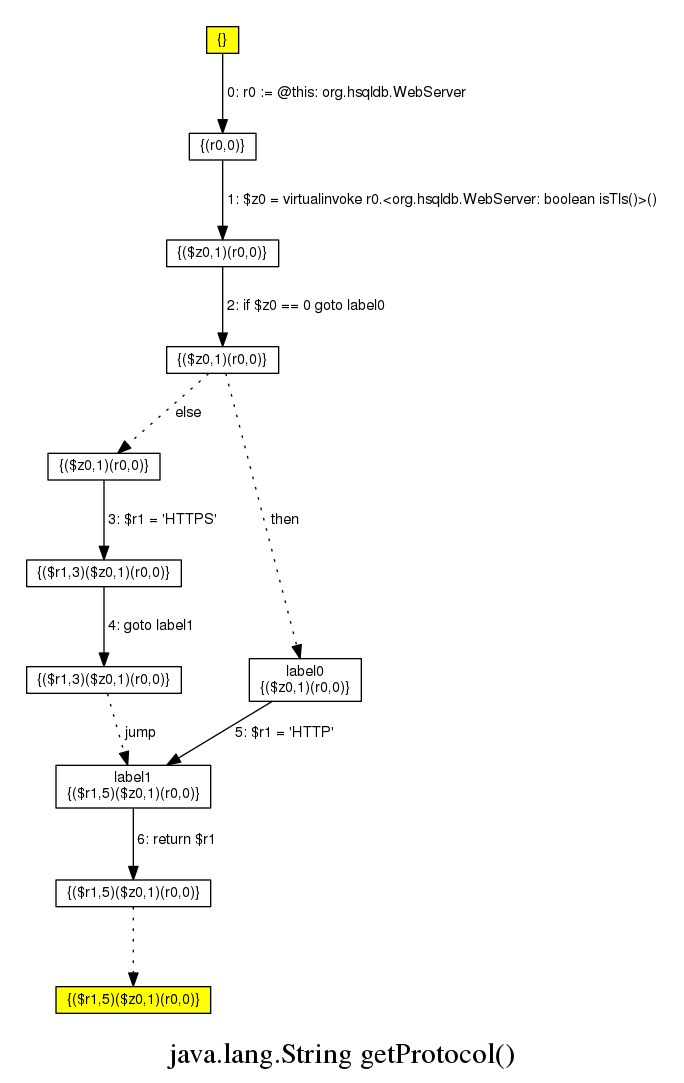 {}
0: r0 := @this: org.hsqldb.WebServer
{(r0,0)}
1: $z0 = virtualinvoke r0.<org.hsqldb.WebServer: boolean isTls()>()
{($z0,1)(r0,0)}
2: if $z0 == 0 goto label0
{($z0,1)(r0,0)}
else
{($z0,1)(r0,0)}
3: $r1 = 'HTTPS'
then
{($r1,3)($z0,1)(r0,0)}
4: goto label1
{($r1,3)($z0,1)(r0,0)}
label0
{($z0,1)(r0,0)}
jump
5: $r1 = 'HTTP'
label1
{($r1,5)($z0,1)(r0,0)}
6: return $r1
{($r1,5)($z0,1)(r0,0)}
{($r1,5)($z0,1)(r0,0)}
java.lang.String getProtocol()